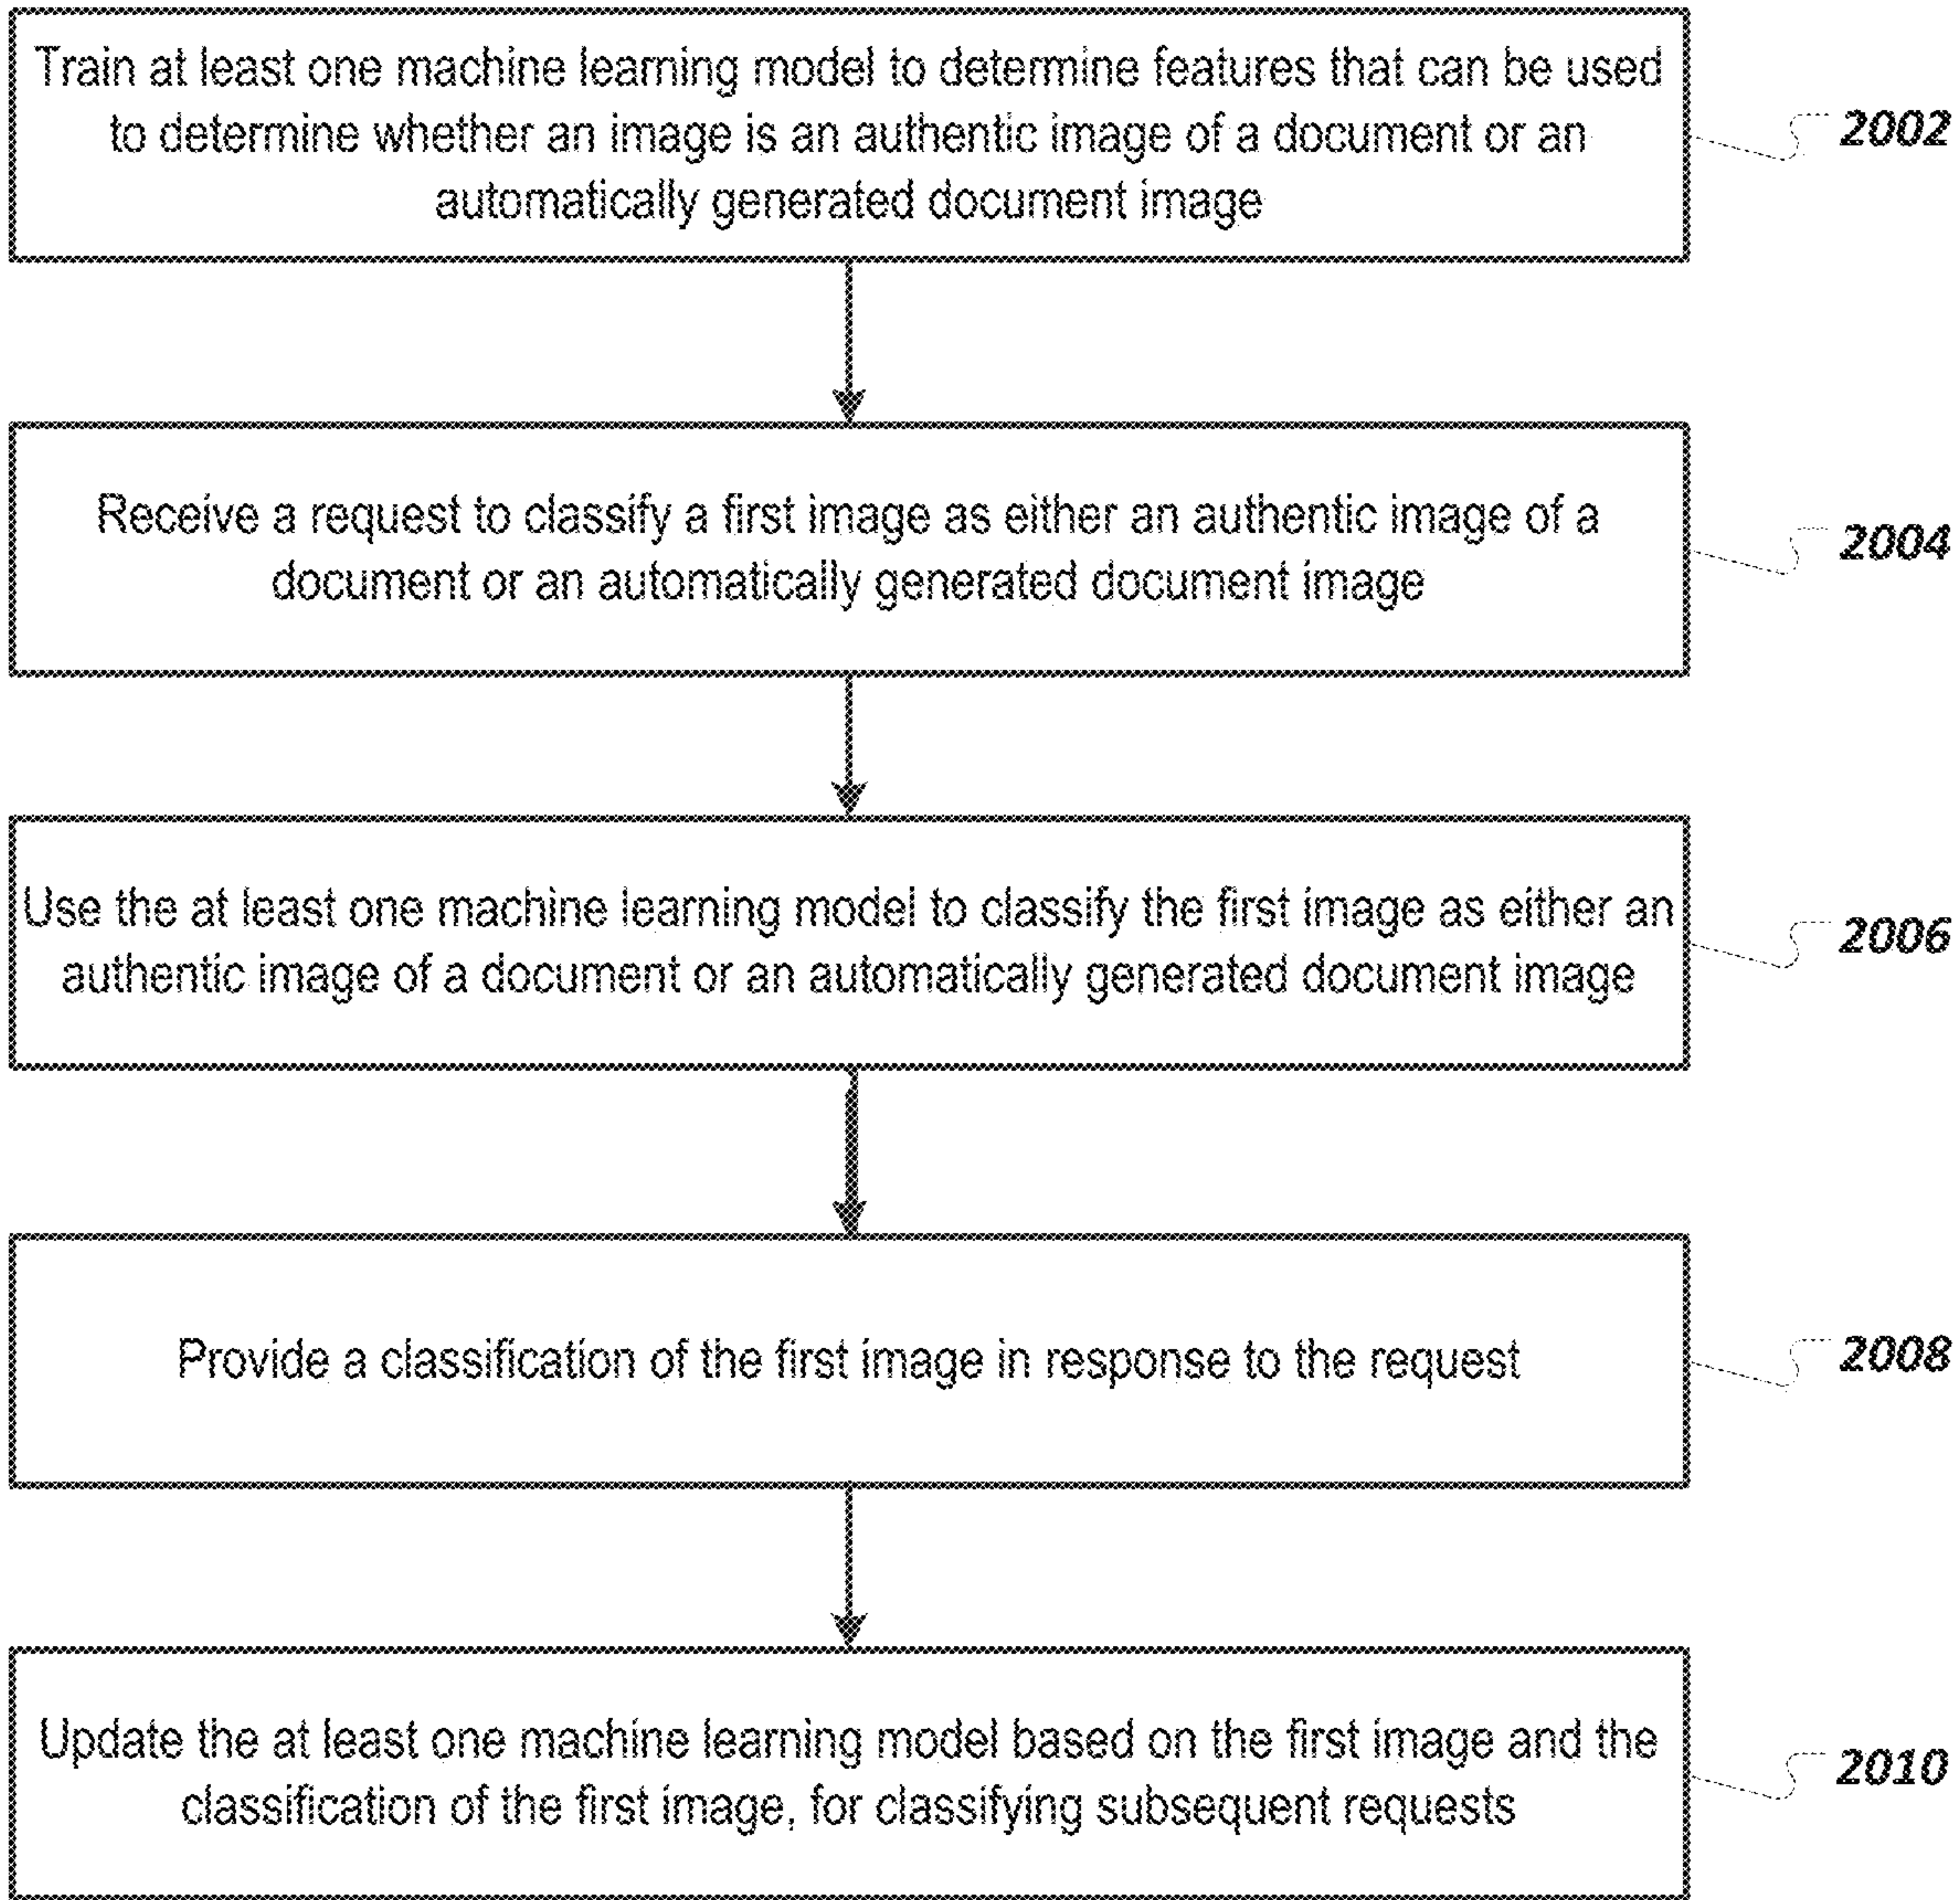 Train at least one machine learning model to determine features that can be used
to determine whether an image is an authentic image of a document or an
automatically generated document image
2002
Receive a request to classify a first image as either an authentic image of a
document or an automatically generated document image
2004
Use the at least one machine learning model to classify the first image as either an
authentic image of a document or an automatically generated document image
2006
Provide a classification of the first image in response to the request
2008
Update the at least one machine learning model based on the first image and the
classification of the first image, for classifying subsequent requests
2010